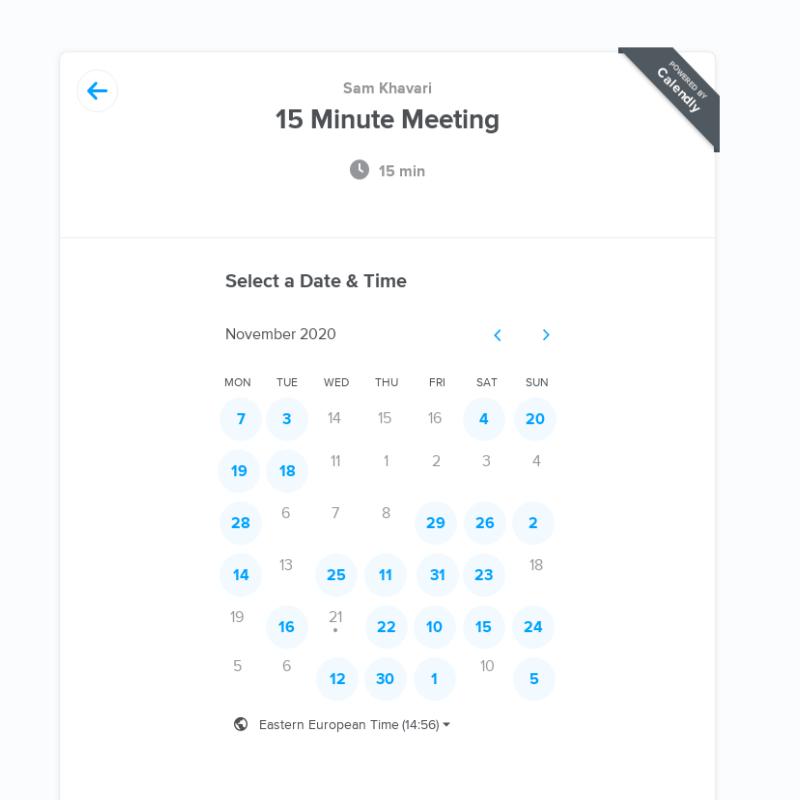 POWERED BY
Calendly
Sam Khavari
15 Minute Meeting
15 min
Select a Date & Time
November 2020
MON TUE WED THU FRI SAT SUN
7 3 14 15 16 4 20
19 18 11 1 2 3 4
28 6 7 8 29 26 2
14 13 25 11 31 23 18
19 16 21 22 10 15 24
5 6 12 30 1 10 5
Eastern European Time (14:56)